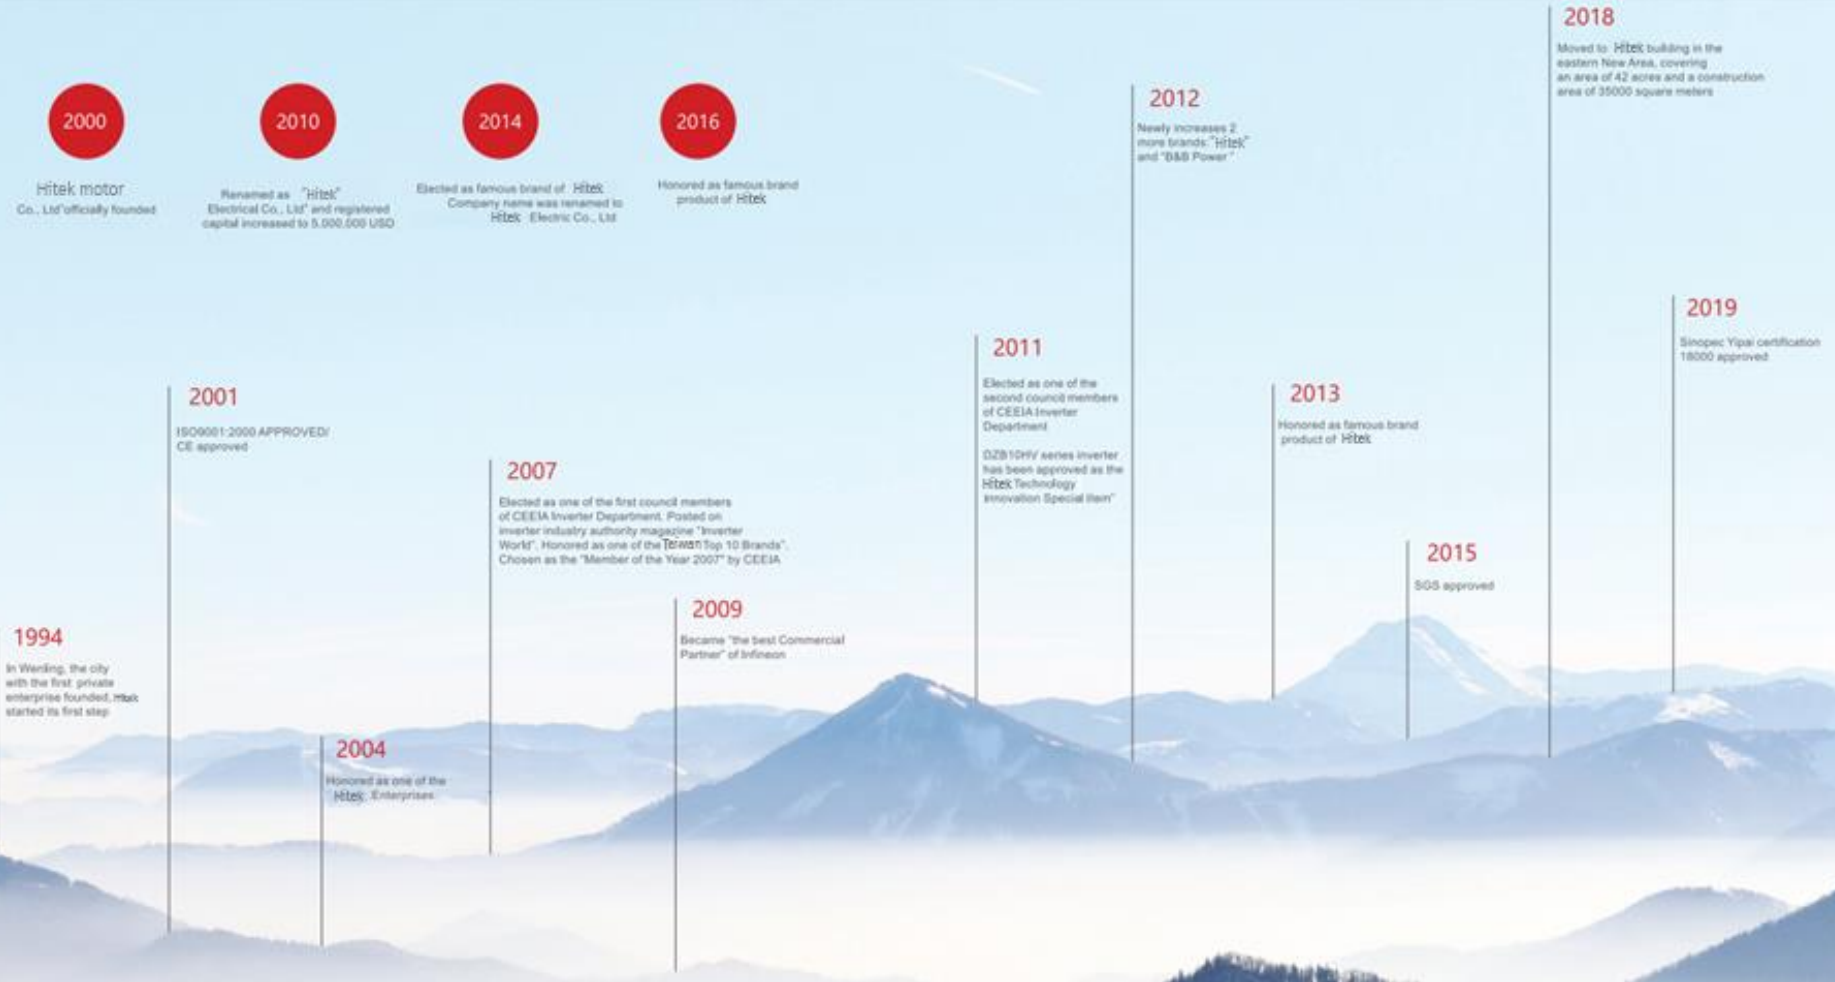 2000
Hitek motor
Co., Ltd"officially founded
2010
Renamed as "Hitek"
Electrical Co., Ltd" and registered
capital increased to 5,000,000 USD
2014
Elected as famous brand of Hitek
Company name was renamed to
Hitek Electric Co., Ltd
2016
Honored as famous brand
product of Hitek
1994
In Wenling, the city
with the first private
enterprise founded, Hitek
started its first step
2001
ISO9001:2000 APPROVED/
CE approved
2004
Honored as one of the
Hitek Enterprises
2007
Elected as one of the first council members
of CEEIA Inverter Department. Posted on
inverter industry authority magazine "Inverter
World". Honored as one of the Taiwan Top 10 Brands".
Chosen as the "Member of the Year 2007" by CEEIA
2009
Became "the best Commercial
Partner" of Infineon
2011
Elected as one of the
second council members
of CEEIA Inverter
Department
DZB10HV series inverter
has been approved as the
Hitek Technology
Innovation Special Item"
2012
Newly increases 2
more brands:"Hitek"
and "B&B Power "
2013
Honored as famous brand
product of Hitek
2015
SGS approved
2018
Moved to Hitek building in the
eastern New Area, covering
an area of 42 acres and a construction
area of 35000 square meters
2019
Sinopec Yipai certification
18000 approved